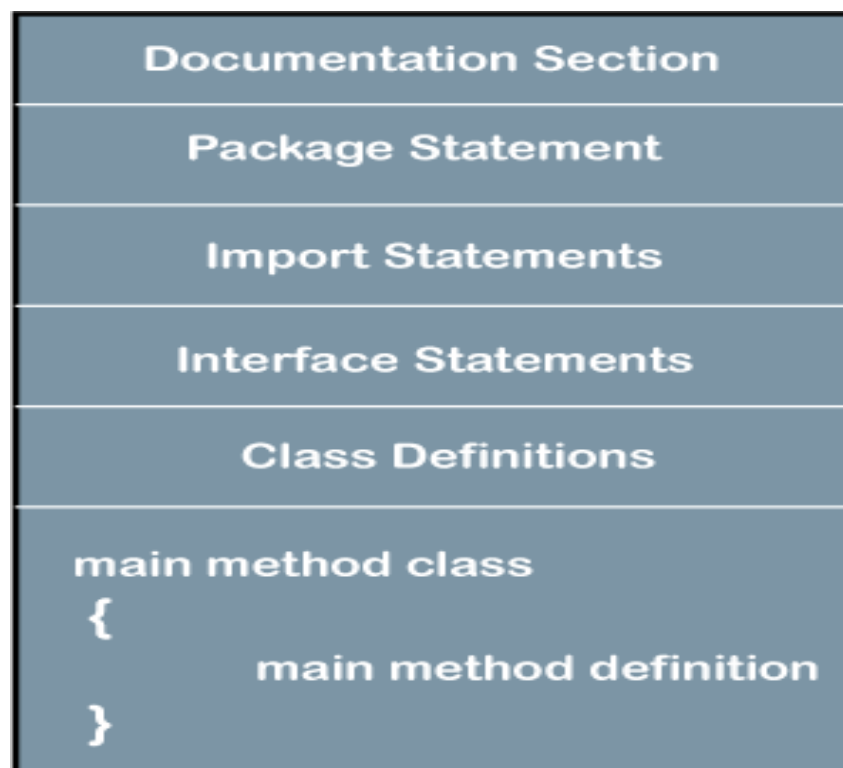 Documentation Section
Package Statement
Import Statements
Interface Statements
Class Definitions
main method class
{
main method definition
}